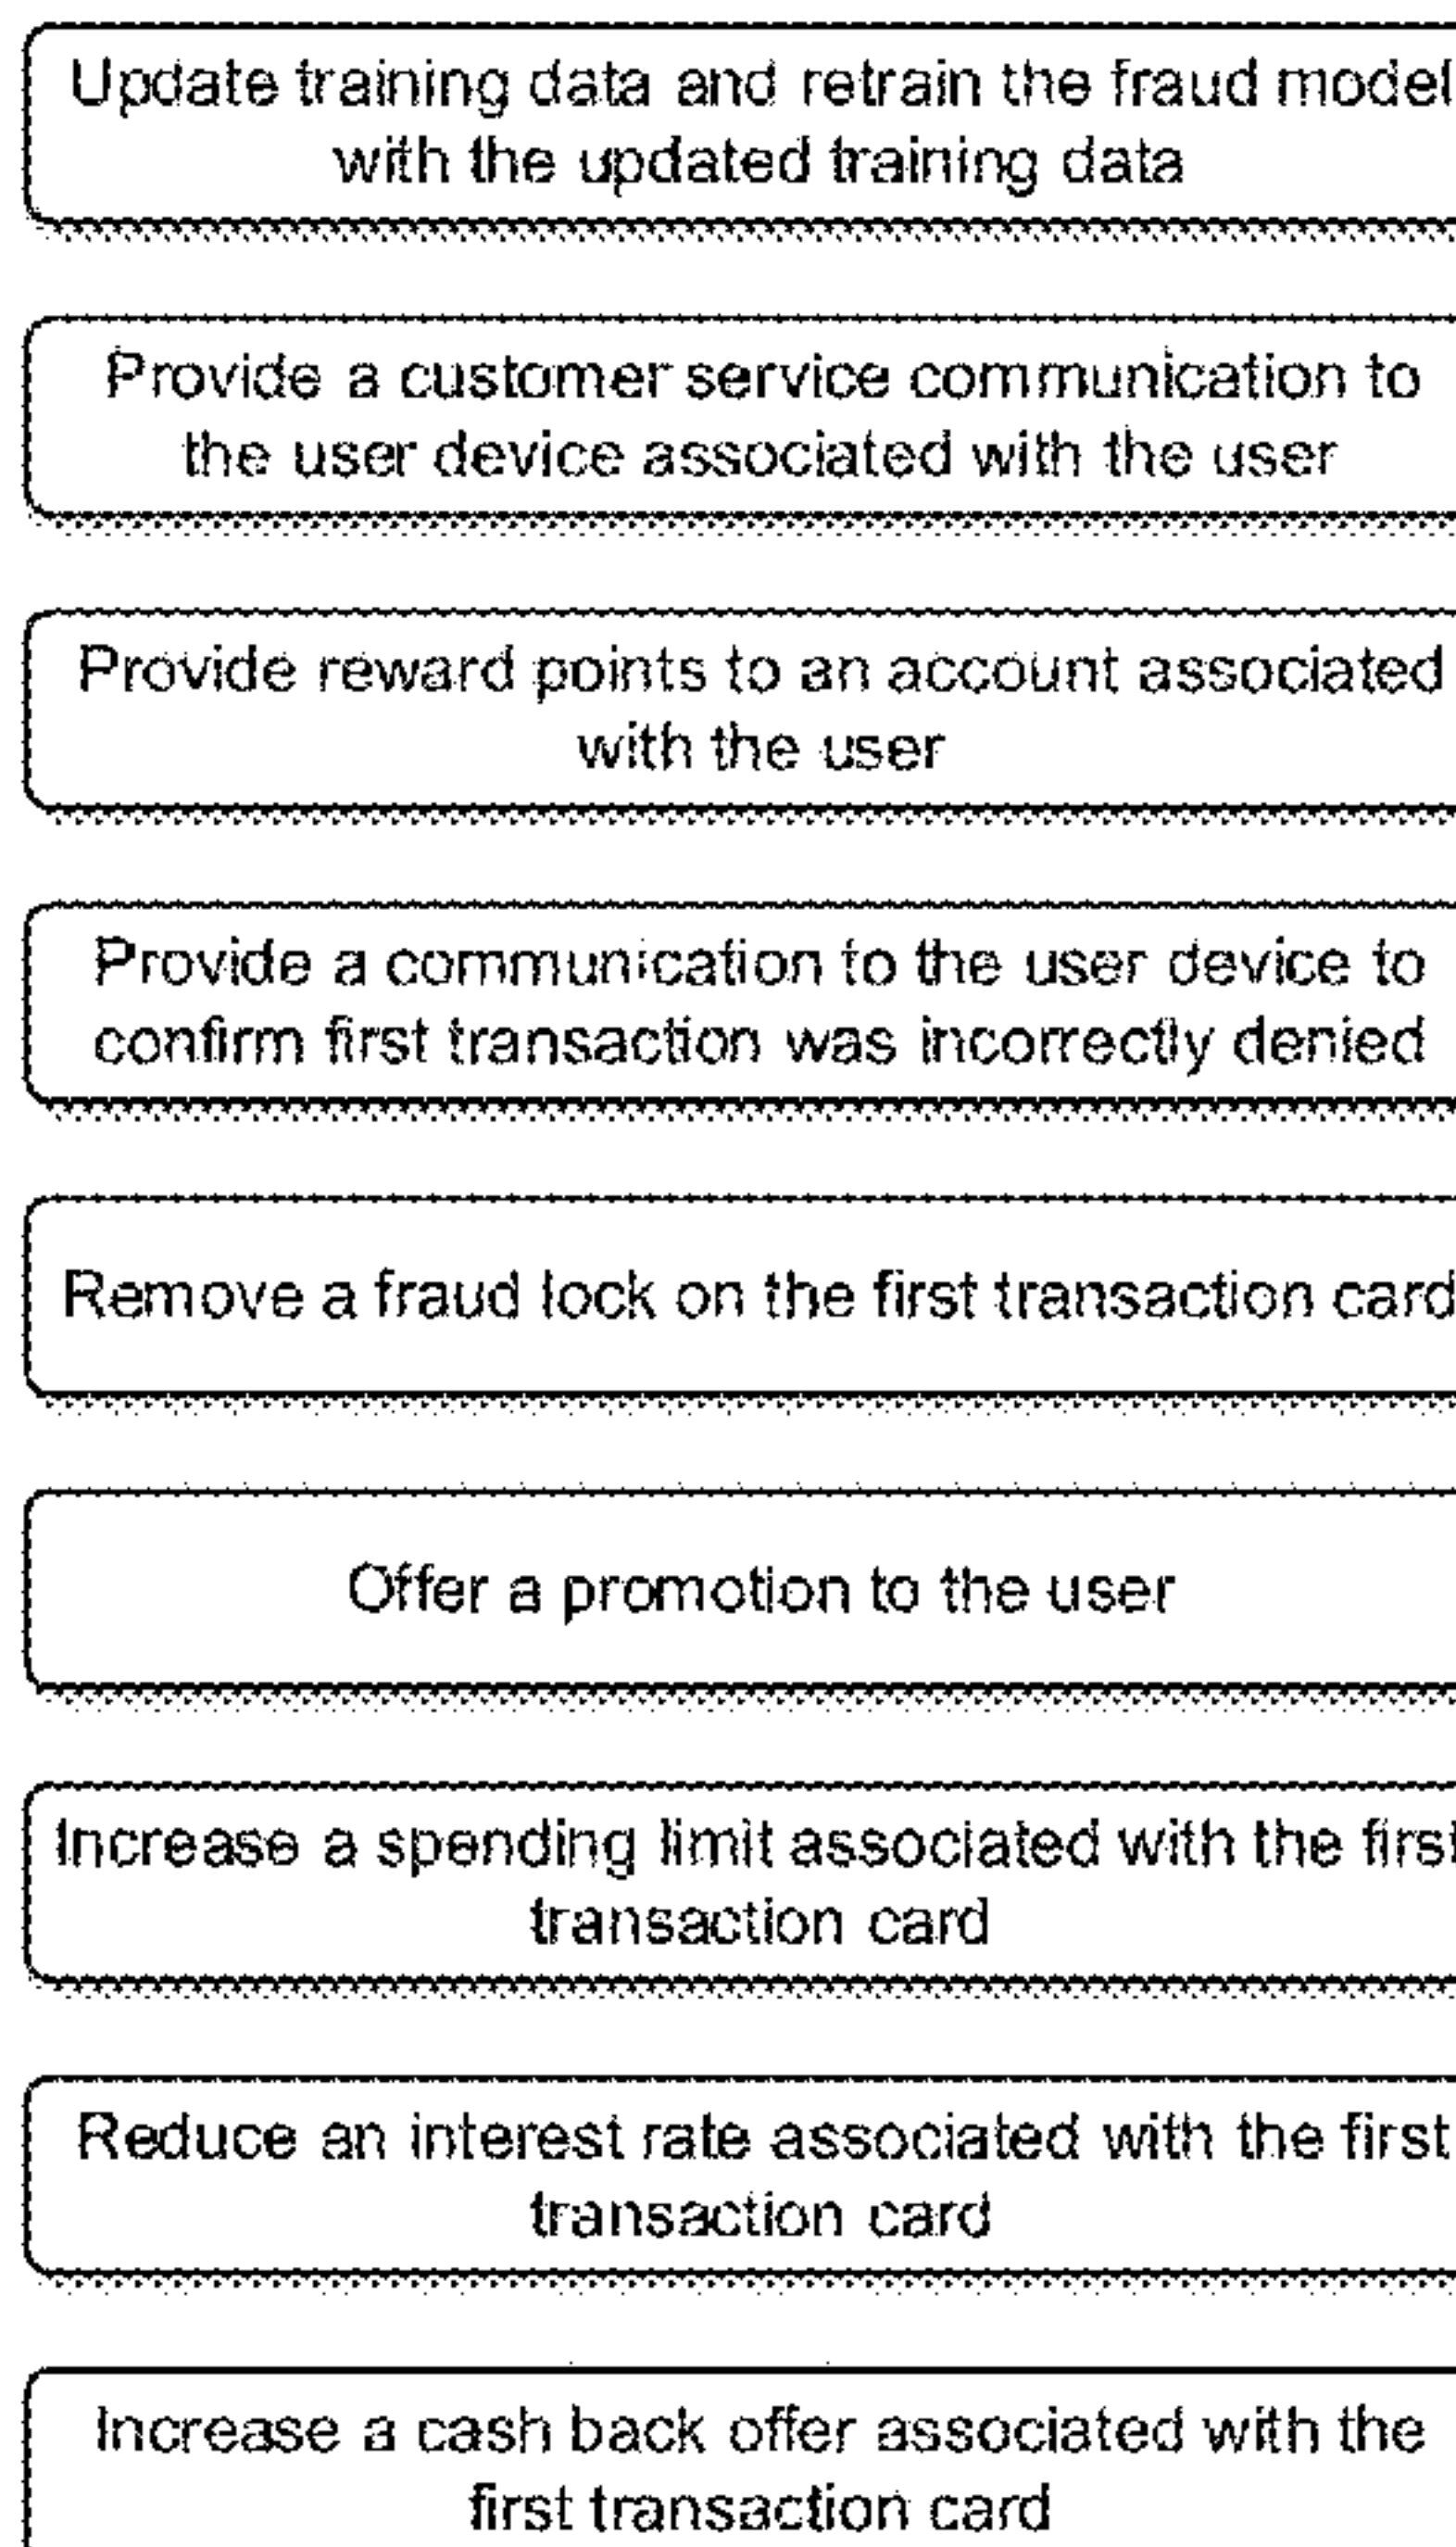 Update training data and retrain the fraud model
with the updated training data
Provide a customer service communication to
the user device associated with the user
Provide reward points to an account associated
with the user
Provide a communication to the user device to
confirm first transaction was incorrectly denied
Remove a fraud lock on the first transaction card
Offer a promotion to the user
Increase a spending limit associated with the first
transaction card
Reduce an interest rate associated with the first
transaction card
Increase a cash back offer associated with the
first transaction card